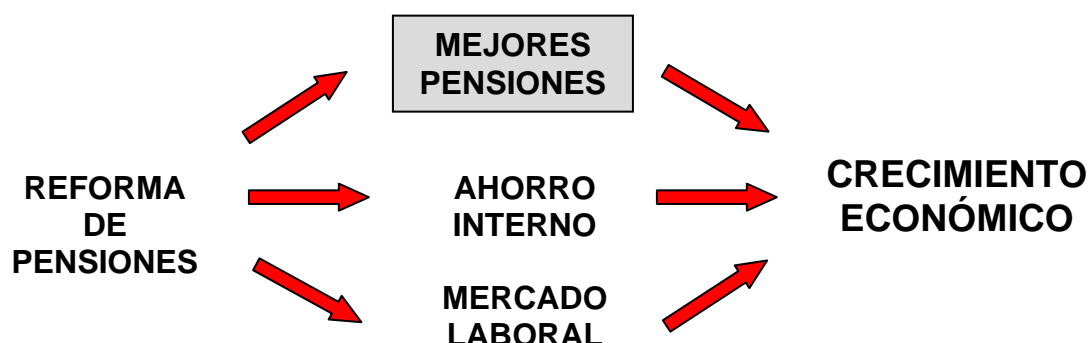 MEJORES
PENSIONES
REFORMA
DE
PENSIONES
AHORRO
INTERNO
CRECIMIENTO
ECONÓMICO
MERCADO
LABORAL